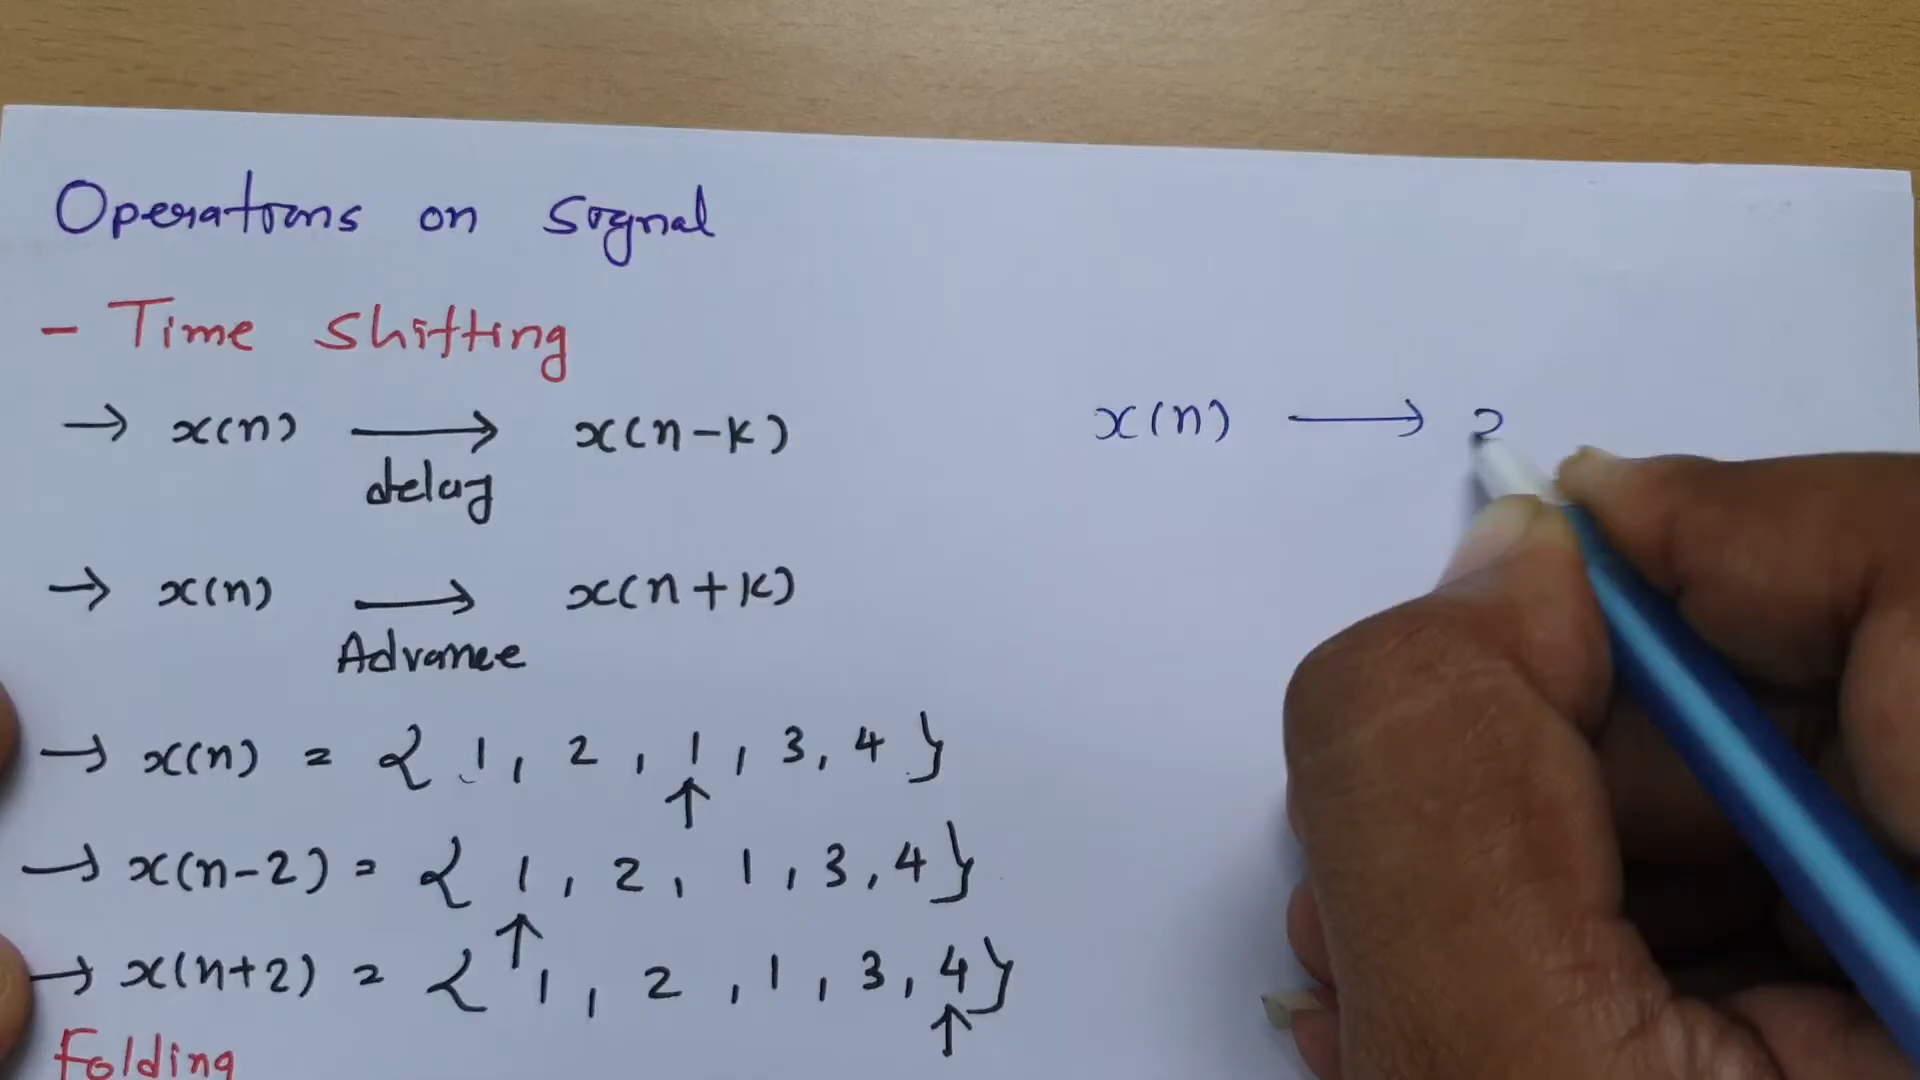 Operations on Signal
- Time Shifting
→ x(n) ⟶ x(n-k)
delay
→ x(n) ⟶ x(n+k)
Advance
→ x(n) = { 1, 2, 1, 3, 4 }
↑
→ x(n-2) = { 1, 2, 1, 3, 4 }
↑
→ x(n+2) = { 1, 2, 1, 3, 4 }
↑
Folding
x(n) ⟶